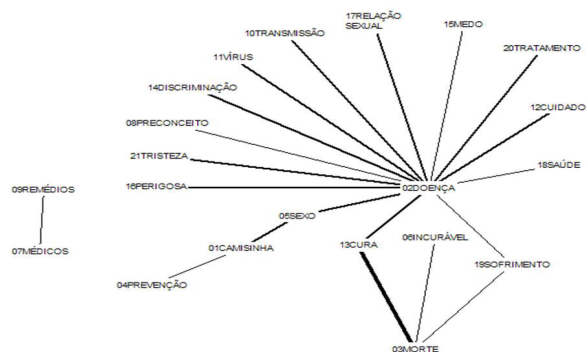 17RELAÇÃO
SEXUAL
10TRANSMISSÃO
15MEDO
20TRATAMENTO
11VÍRUS
14DISCRIMINAÇÃO
12CUIDADO
08PRECONCEITO
21TRISTEZA
18SAÚDE
16PERIGOSA
02DOENÇA
09REMÉDIOS
05SEXO
06INCURÁVEL
13CURA
01CAMISINHA
07MÉDICOS
19SOFRIMENTO
04PREVENÇÃO
03MORTE